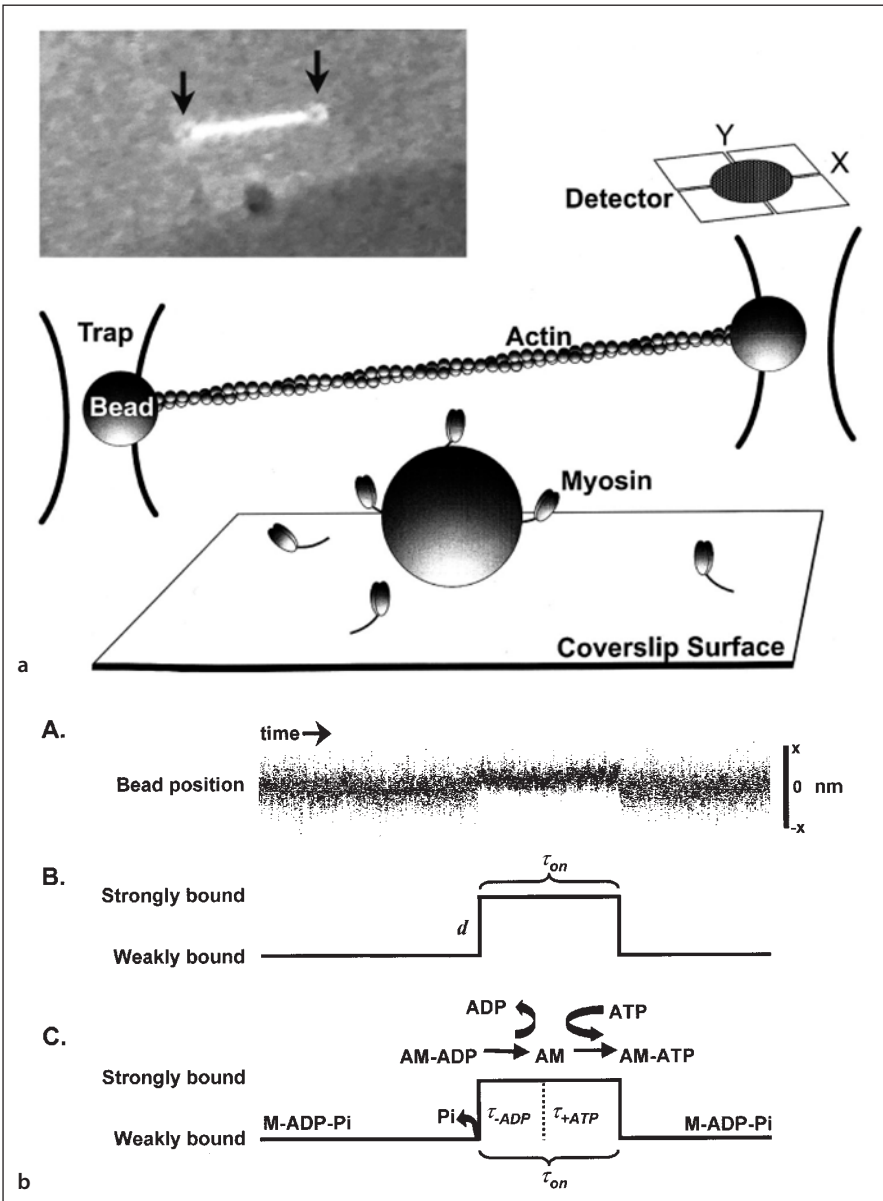 Y
X
Detector
Trap
Actin
Bead
Myosin
Coverslip Surface
a
A.
time
Bead position
x
0 nm
-x
B.
τon
Strongly bound
d
Weakly bound
C.
ADP ATP
AM-ADP AM AM-ATP
Strongly bound
M-ADP-Pi Pi τ-ADP τ+ATP M-ADP-Pi
Weakly bound
τon
b